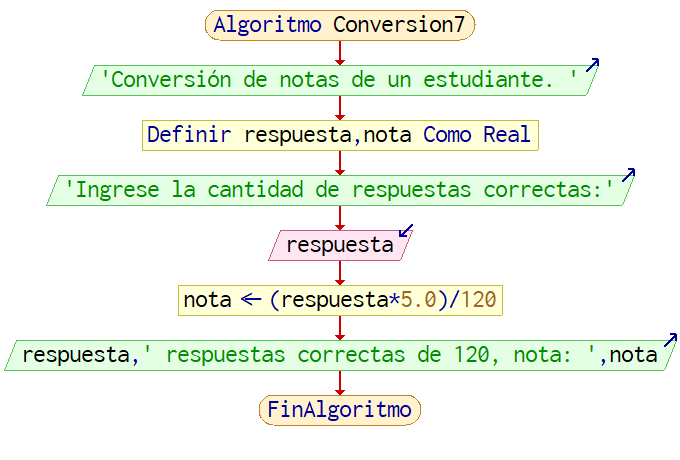 Algoritmo Conversion7
'Conversión de notas de un estudiante. '
Definir respuesta,nota Como Real
'Ingrese la cantidad de respuestas correctas:'
respuesta
nota ← (respuesta*5.0)/120
respuesta,' respuestas correctas de 120, nota: ',nota
FinAlgoritmo